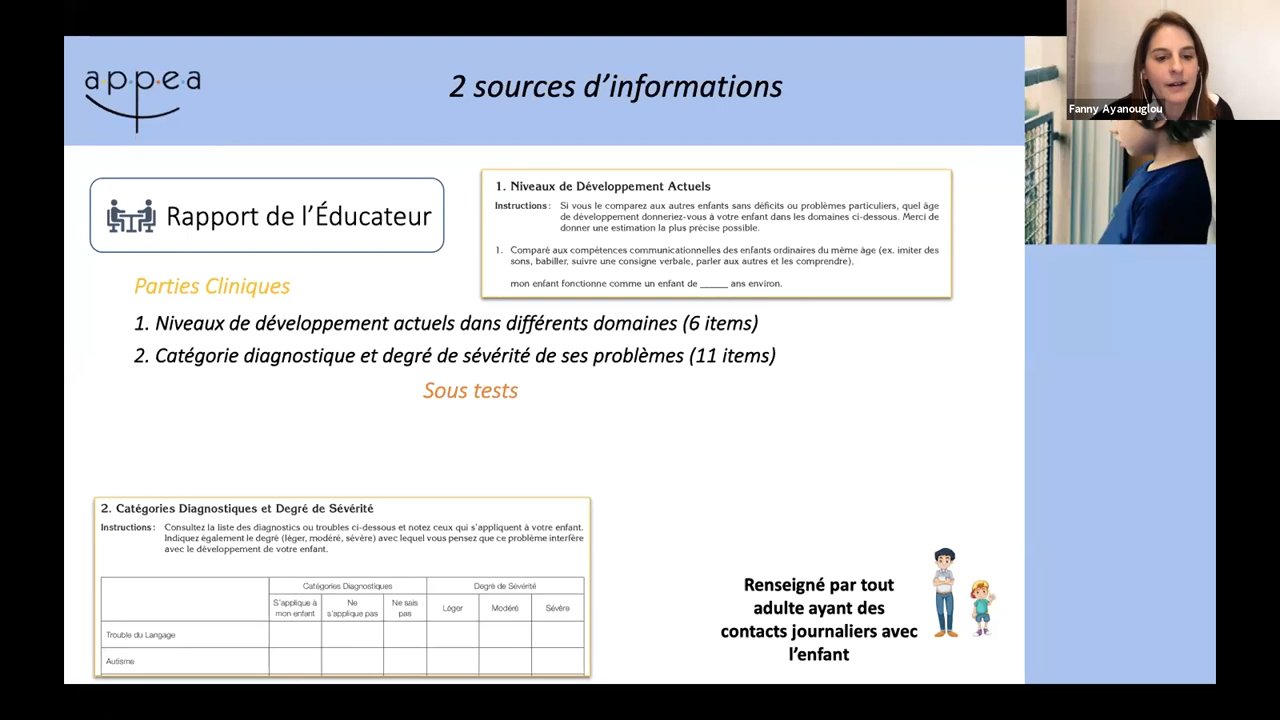 a·p·p·e·a
2 sources d’informations
Fanny Ayanouglou
Rapport de l’Éducateur
1. Niveaux de Développement Actuels
Instructions : Si vous le comparez aux autres enfants sans déficits ou problèmes particuliers, quel âge
de développement donneriez-vous à votre enfant dans les domaines ci-dessous. Merci de
donner une estimation la plus précise possible.
1. Comparé aux compétences communicationnelles des enfants ordinaires du même âge (ex. imiter des
sons, babiller, suivre une consigne verbale, parler aux autres et les comprendre),
mon enfant fonctionne comme un enfant de ______ ans environ.
Parties Cliniques
1. Niveaux de développement actuels dans différents domaines (6 items)
2. Catégorie diagnostique et degré de sévérité de ses problèmes (11 items)
Sous tests
2. Catégories Diagnostiques et Degré de Sévérité
Instructions : Consultez la liste des diagnostics ou troubles ci-dessous et notez ceux qui s’appliquent à votre enfant.
Indiquez également le degré (léger, modéré, sévère) avec lequel vous pensez que ce problème interfère
avec le développement de votre enfant.
Catégories Diagnostiques Degré de Sévérité
S’applique à Ne Ne sais
mon enfant s’applique pas pas Léger Modéré Sévère
Trouble du Langage
Autisme
Renseigné par tout
adulte ayant des
contacts journaliers avec
l’enfant